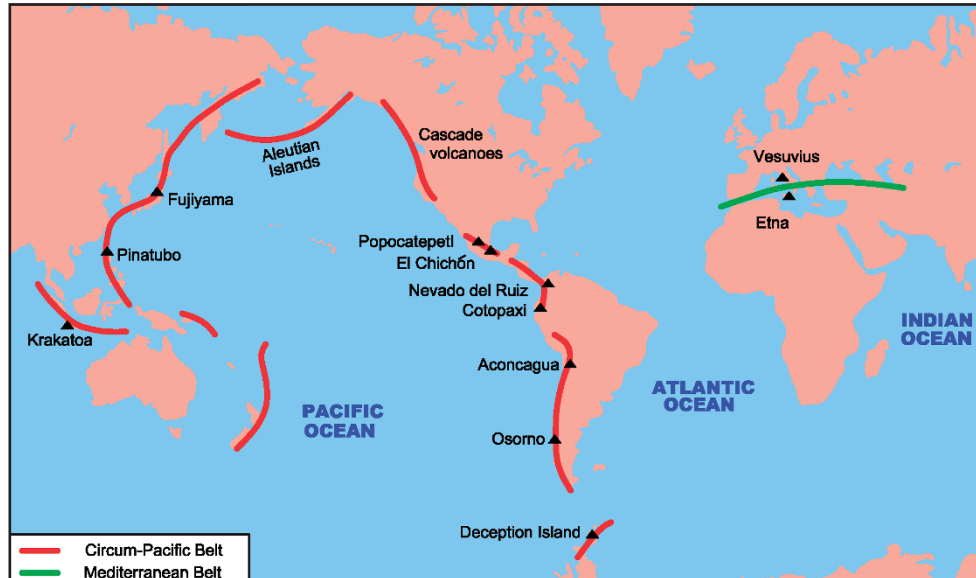 Aleutian
Islands
Cascade
volcanoes
Vesuvius
Fujiyama
Etna
Popocatepetl
Pinatubo
El Chichón
Nevado del Ruiz
Cotopaxi
INDIAN
OCEAN
Krakatoa
Aconcagua
ATLANTIC
OCEAN
PACIFIC
OCEAN
Osorno
Deception Island
Circum-Pacific Belt
Mediterranean Belt